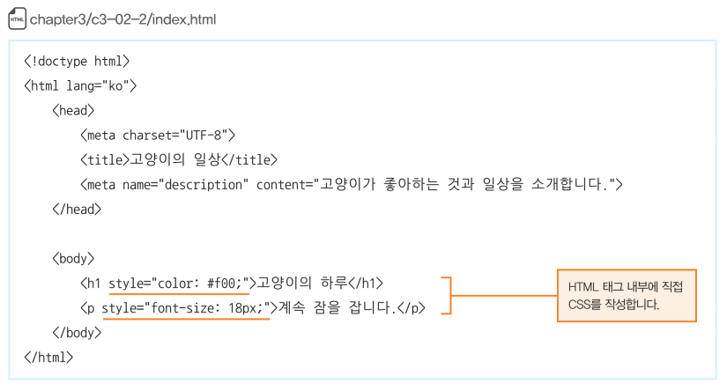 HTML chapter3/c3-02-2/index.html
<!doctype html>
<html lang="ko">
<head>
<meta charset="UTF-8">
<title>고양이의 일상</title>
<meta name="description" content="고양이가 좋아하는 것과 일상을 소개합니다.">
</head>
<body>
<h1 style="color: #f00;">고양이의 하루</h1>
<p style="font-size: 18px;">계속 잠을 잡니다.</p>
</body>
</html>
HTML 태그 내부에 직접
CSS를 작성합니다.